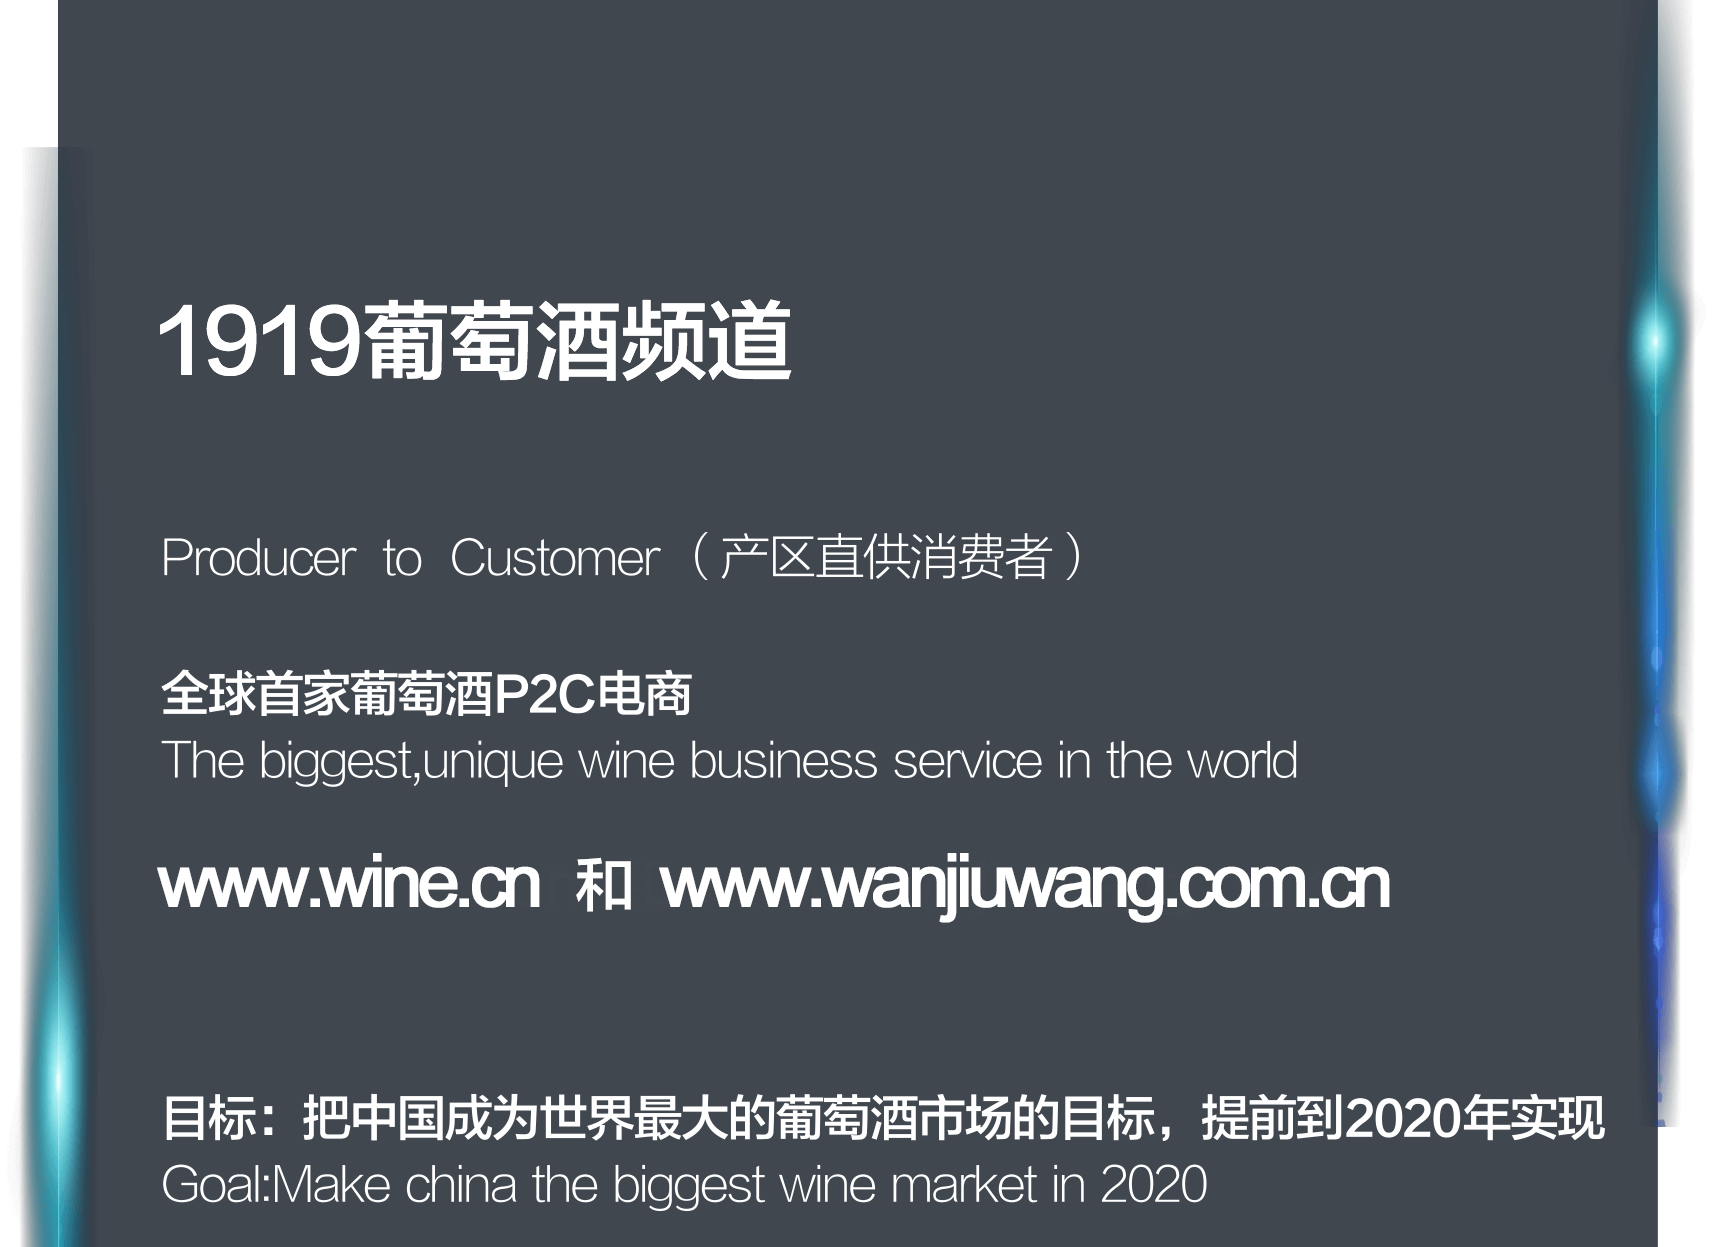 1919葡萄酒频道
Producer to Customer（产区直供消费者）
全球首家葡萄酒P2C电商
The biggest,unique wine business service in the world
www.wine.cn 和 www.wanjiuwang.com.cn
目标：把中国成为世界最大的葡萄酒市场的目标，提前到2020年实现
Goal:Make china the biggest wine market in 2020